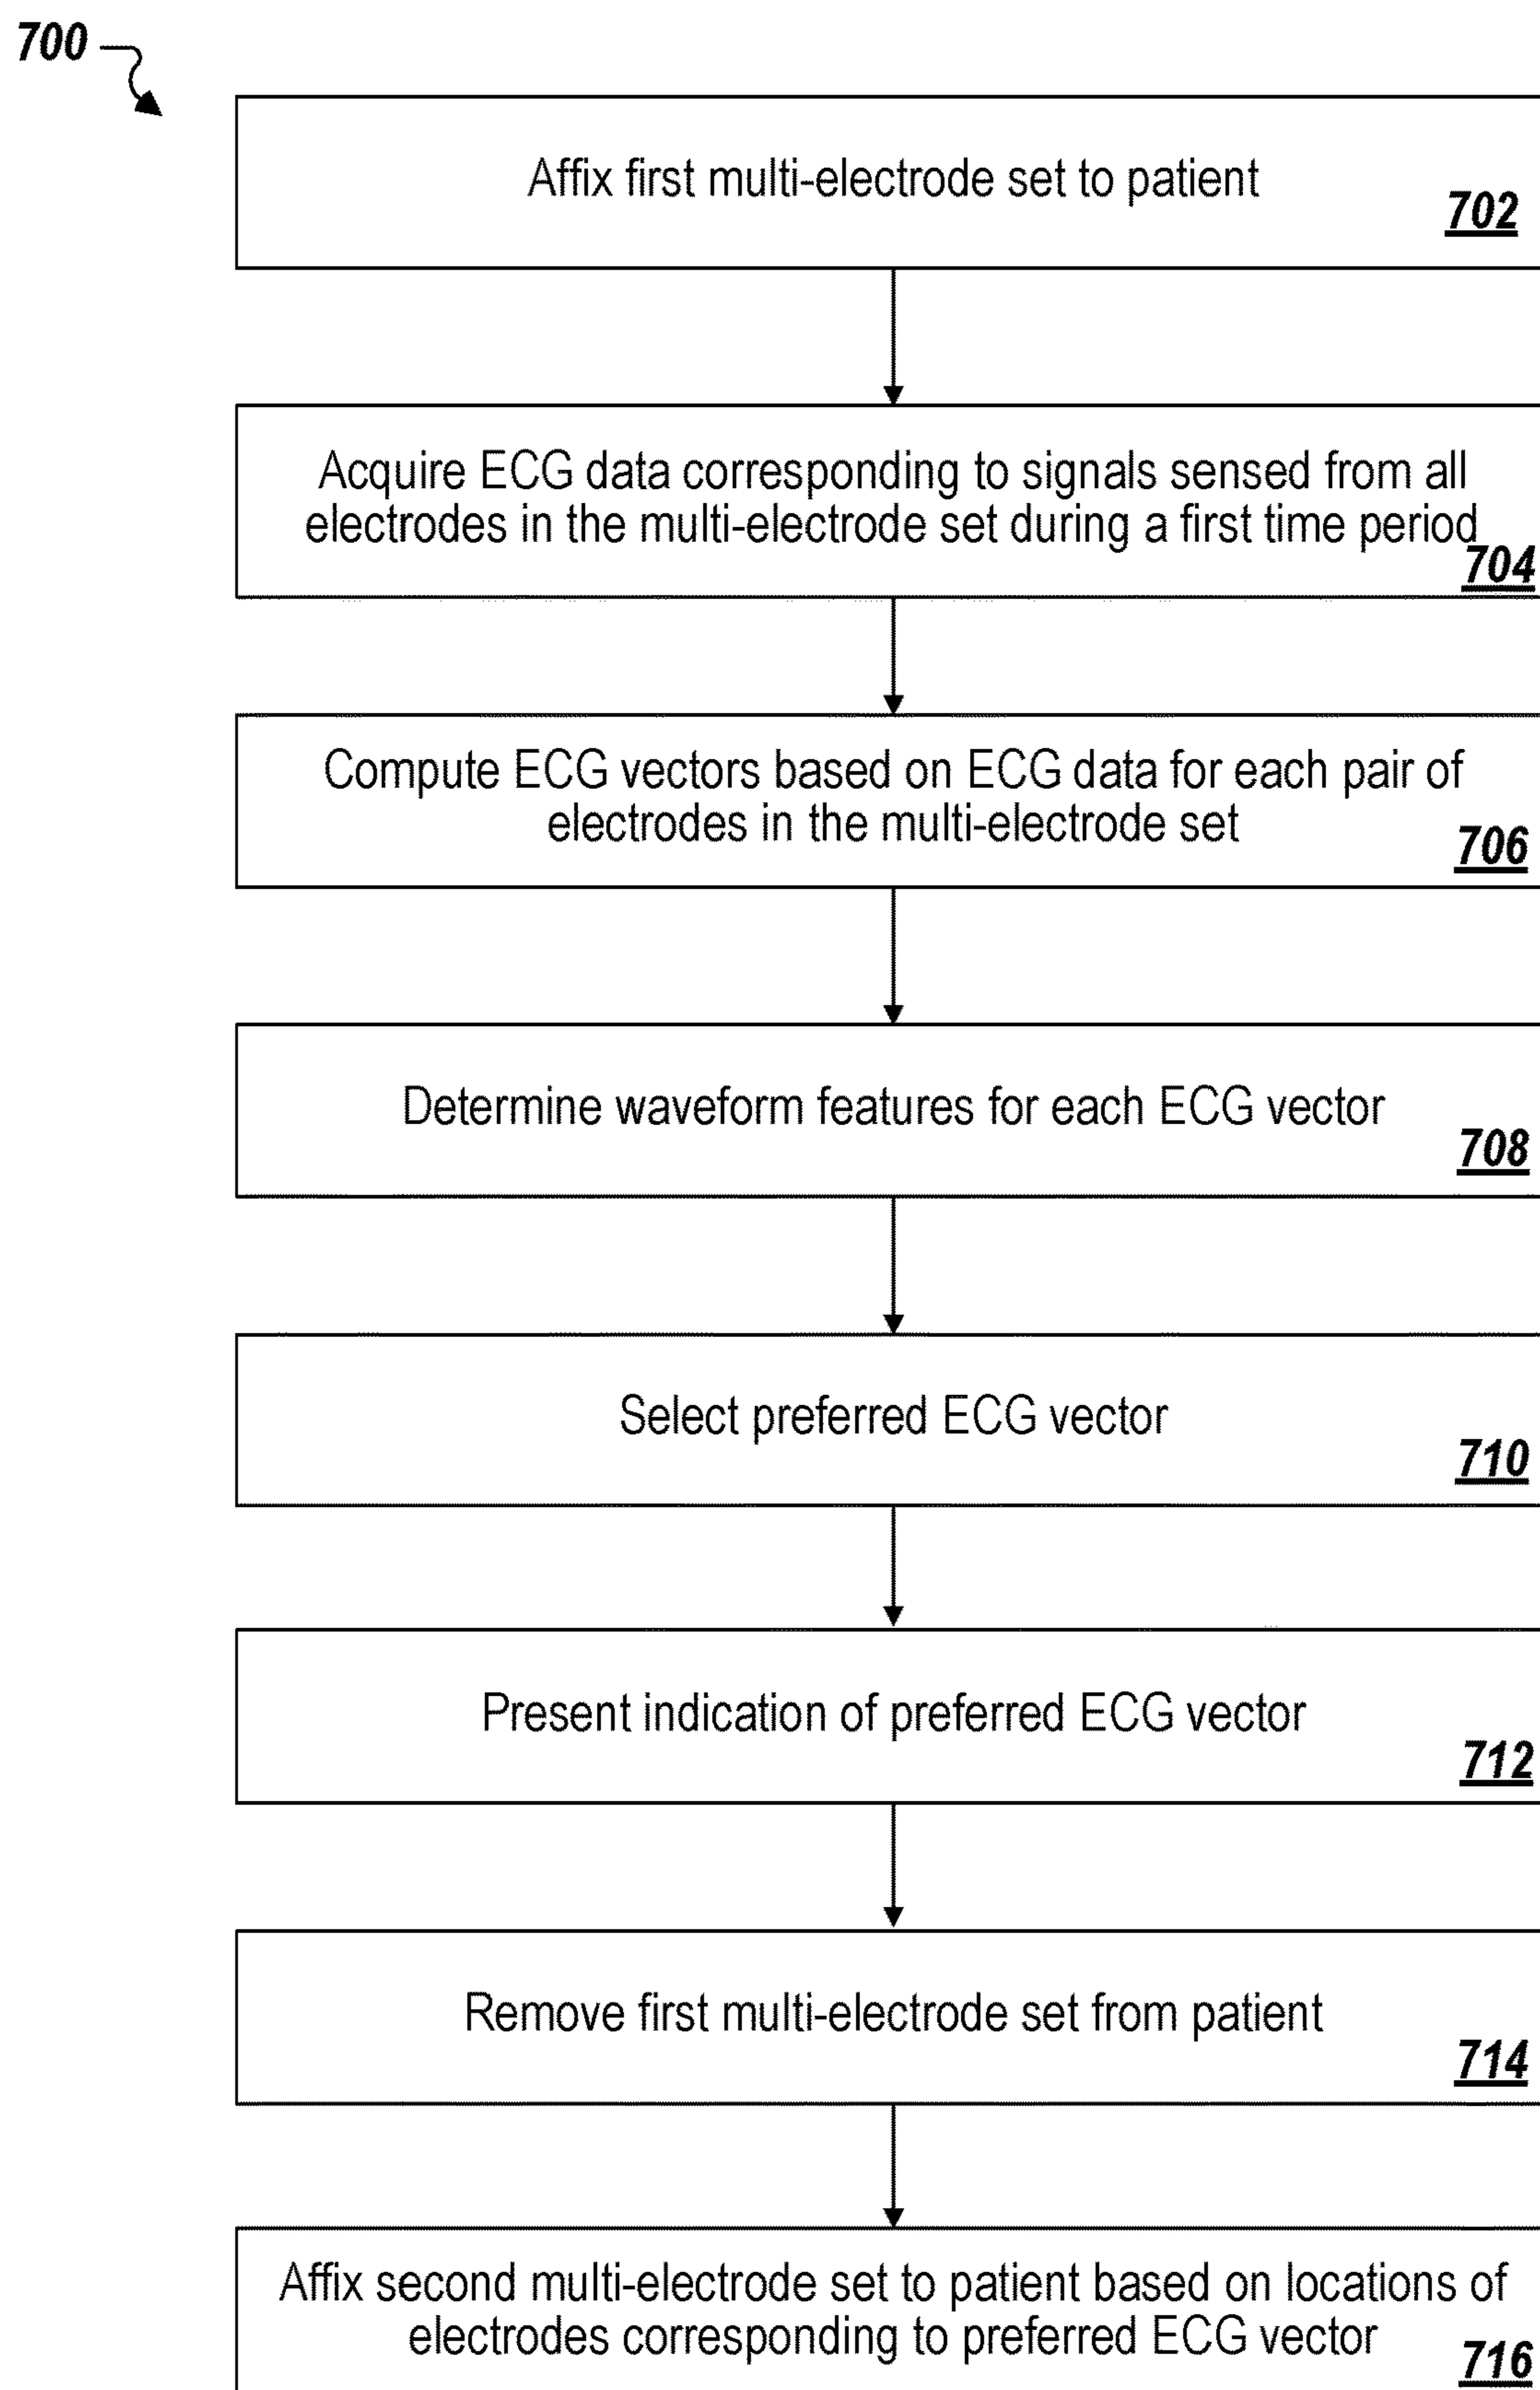 700
Affix first multi-electrode set to patient
702
Acquire ECG data corresponding to signals sensed from all
electrodes in the multi-electrode set during a first time period
704
Compute ECG vectors based on ECG data for each pair of
electrodes in the multi-electrode set
706
Determine waveform features for each ECG vector
708
Select preferred ECG vector
710
Present indication of preferred ECG vector
712
Remove first multi-electrode set from patient
714
Affix second multi-electrode set to patient based on locations of
electrodes corresponding to preferred ECG vector
716